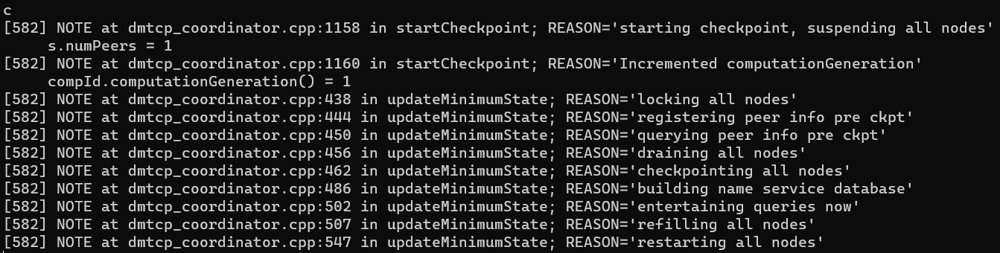 c
[582] NOTE at dmtcp_coordinator.cpp:1158 in startCheckpoint; REASON='starting checkpoint, suspending all nodes'
     s.numPeers = 1
[582] NOTE at dmtcp_coordinator.cpp:1160 in startCheckpoint; REASON='Incremented computationGeneration'
     compId.computationGeneration() = 1
[582] NOTE at dmtcp_coordinator.cpp:438 in updateMinimumState; REASON='locking all nodes'
[582] NOTE at dmtcp_coordinator.cpp:444 in updateMinimumState; REASON='registering peer info pre ckpt'
[582] NOTE at dmtcp_coordinator.cpp:450 in updateMinimumState; REASON='querying peer info pre ckpt'
[582] NOTE at dmtcp_coordinator.cpp:456 in updateMinimumState; REASON='draining all nodes'
[582] NOTE at dmtcp_coordinator.cpp:462 in updateMinimumState; REASON='checkpointing all nodes'
[582] NOTE at dmtcp_coordinator.cpp:486 in updateMinimumState; REASON='building name service database'
[582] NOTE at dmtcp_coordinator.cpp:502 in updateMinimumState; REASON='entertaining queries now'
[582] NOTE at dmtcp_coordinator.cpp:507 in updateMinimumState; REASON='refilling all nodes'
[582] NOTE at dmtcp_coordinator.cpp:547 in updateMinimumState; REASON='restarting all nodes'